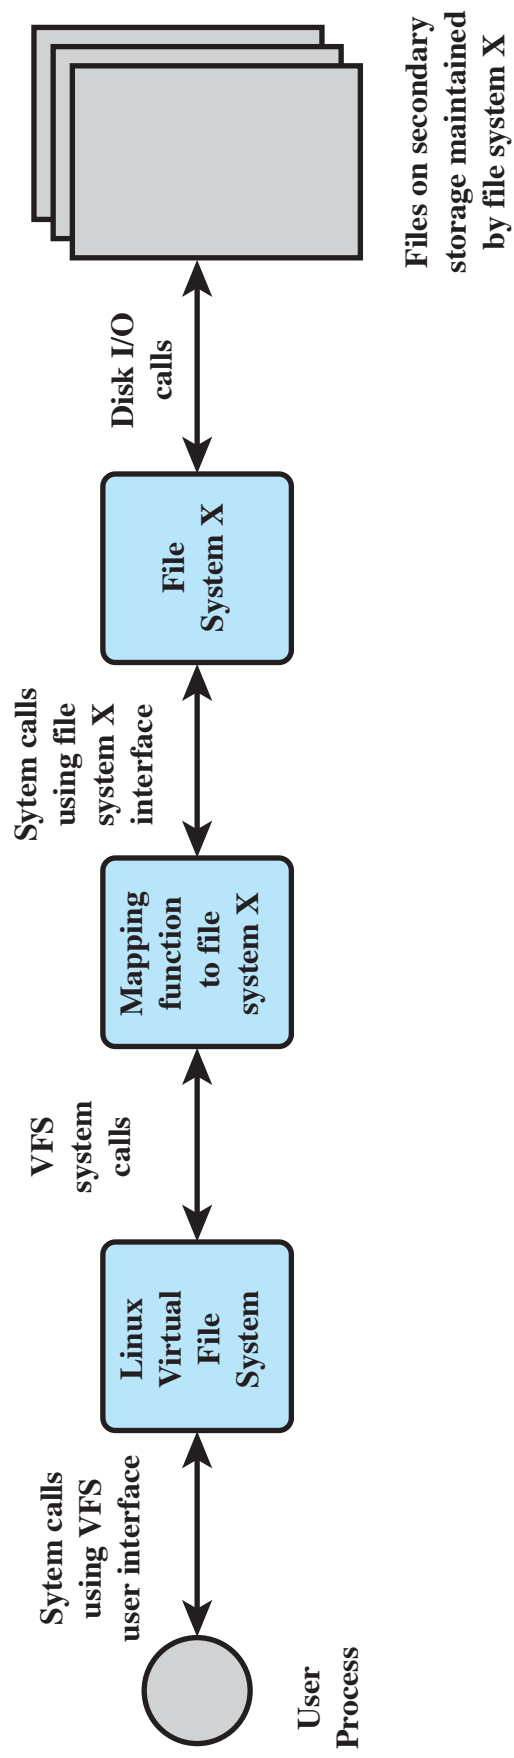 User
Process
Sytem calls
using VFS
user interface
Linux
Virtual
File
System
VFS
system
calls
Mapping
function
to file
system X
Sytem calls
using file
system X
interface
File
System X
Disk I/O
calls
Files on secondary
storage maintained
by file system X